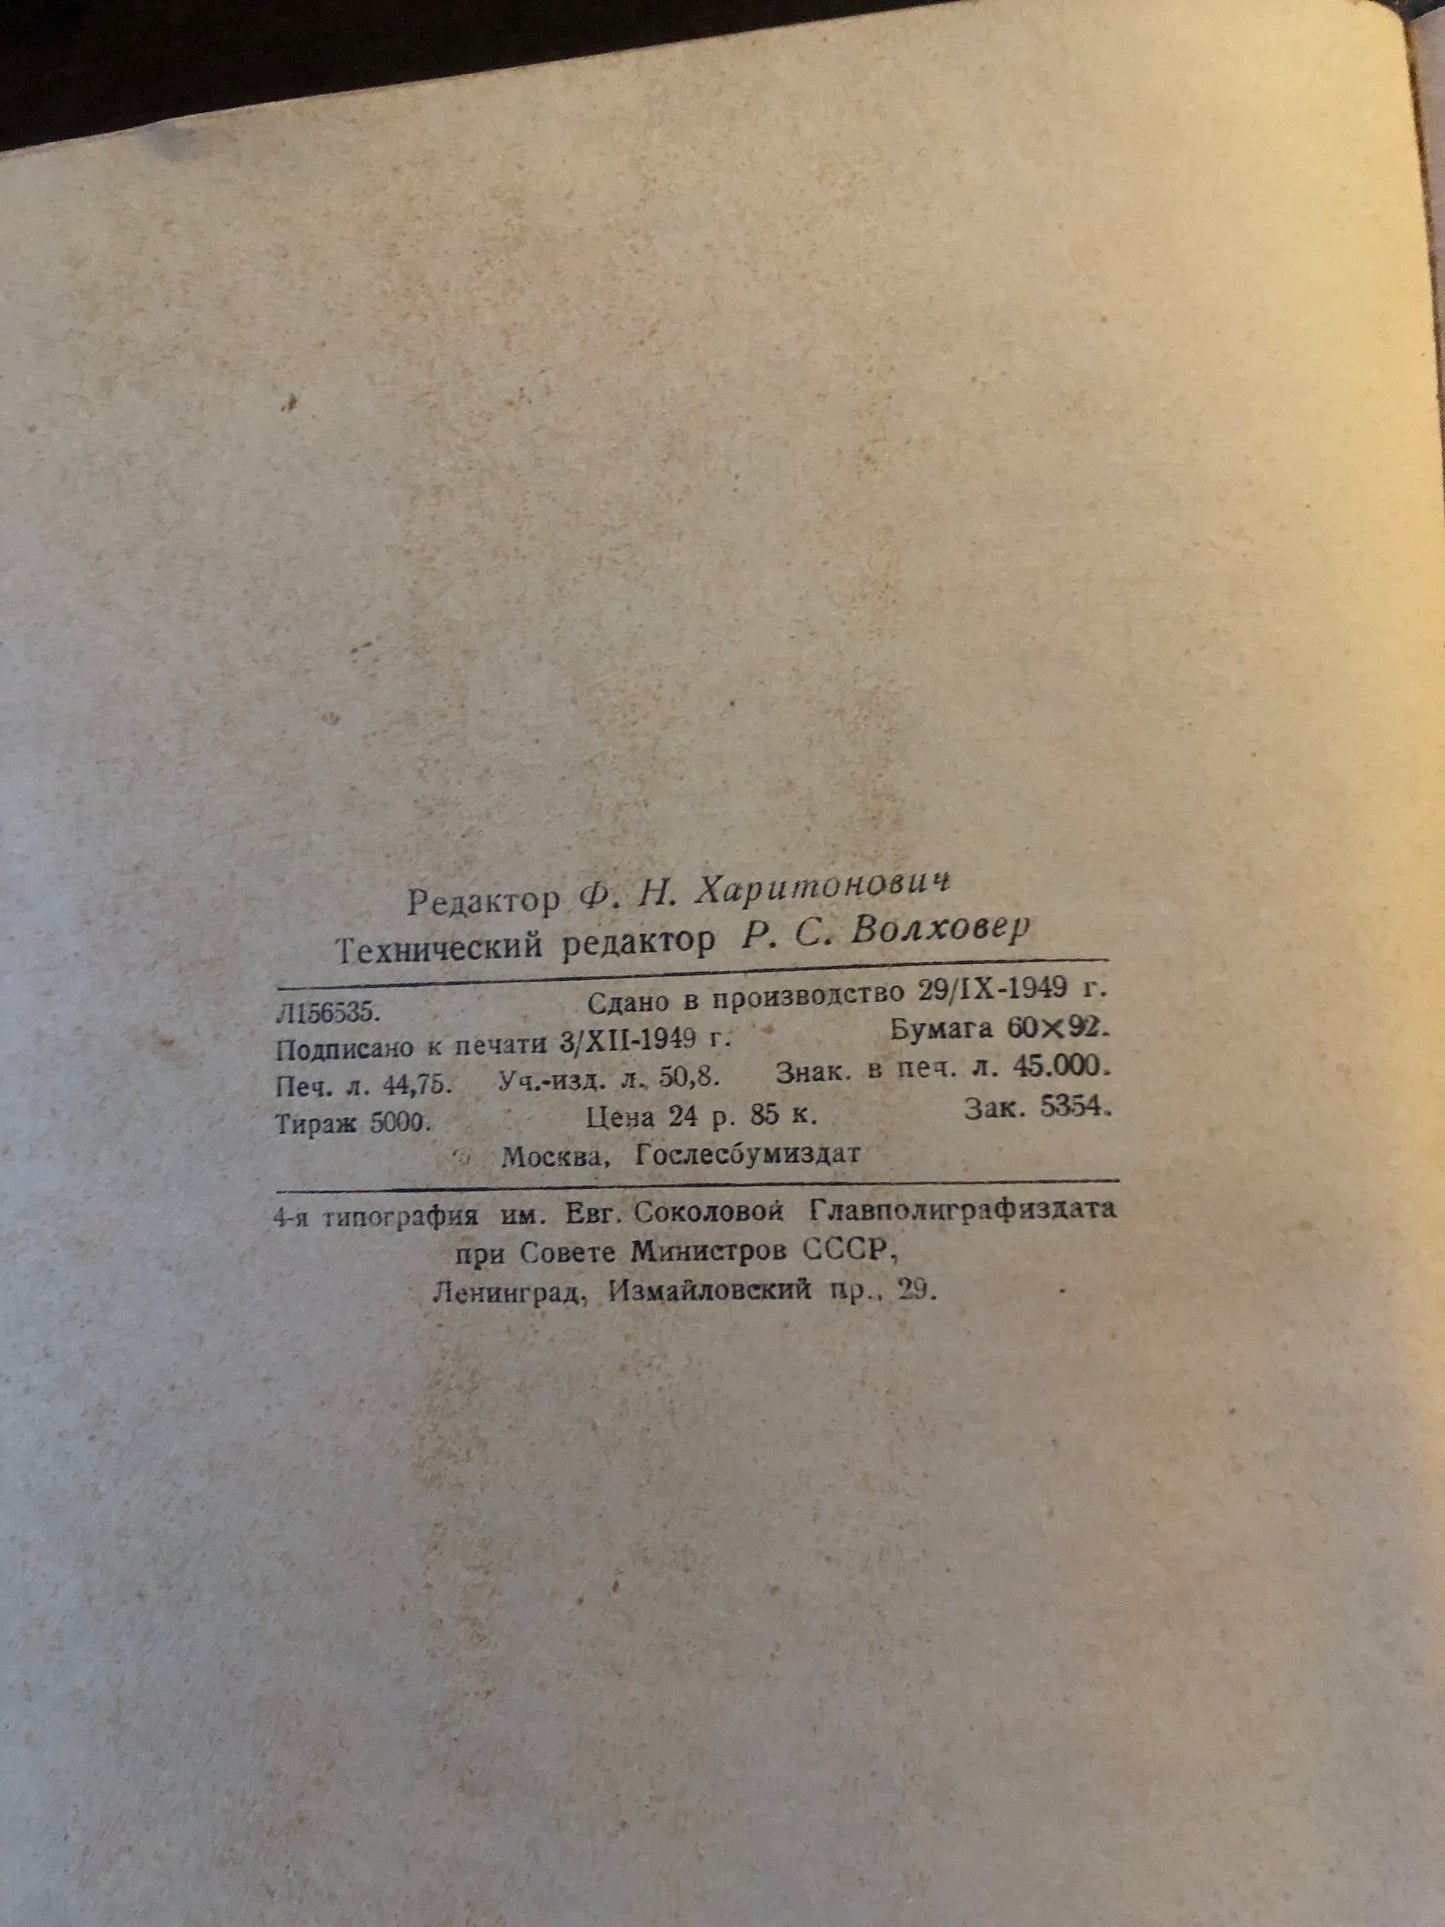 Редактор Ф. Н. Харитонович
Технический редактор Р. С. Волховер
Л156535. Сдано в производство 29/IX-1949 г.
Подписано к печати 3/XII-1949 г. Бумага 60×92.
Печ. л. 44,75. Уч.-изд. л. 50,8. Знак. в печ. л. 45.000.
Тираж 5000. Цена 24 р. 85 к. Зак. 5354.
Москва, Гослесбумиздат
4-я типография им. Евг. Соколовой Главполиграфиздата
при Совете Министров СССР,
Ленинград, Измайловский пр., 29.